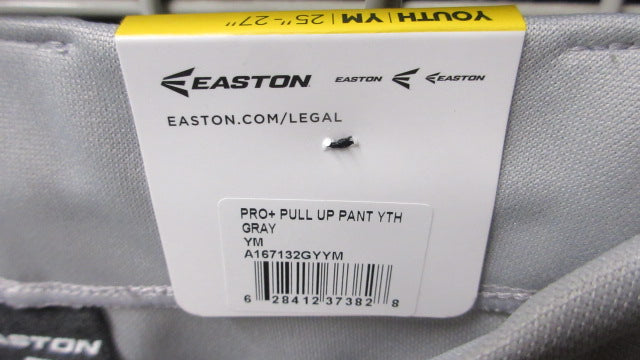 YOUTH | YM | 25"-27"
EASTON EASTON EASTON
EASTON.COM/LEGAL
PRO+ PULL UP PANT YTH
GRAY
YM
A167132GYYM
6 28412 37382 8
EASTON